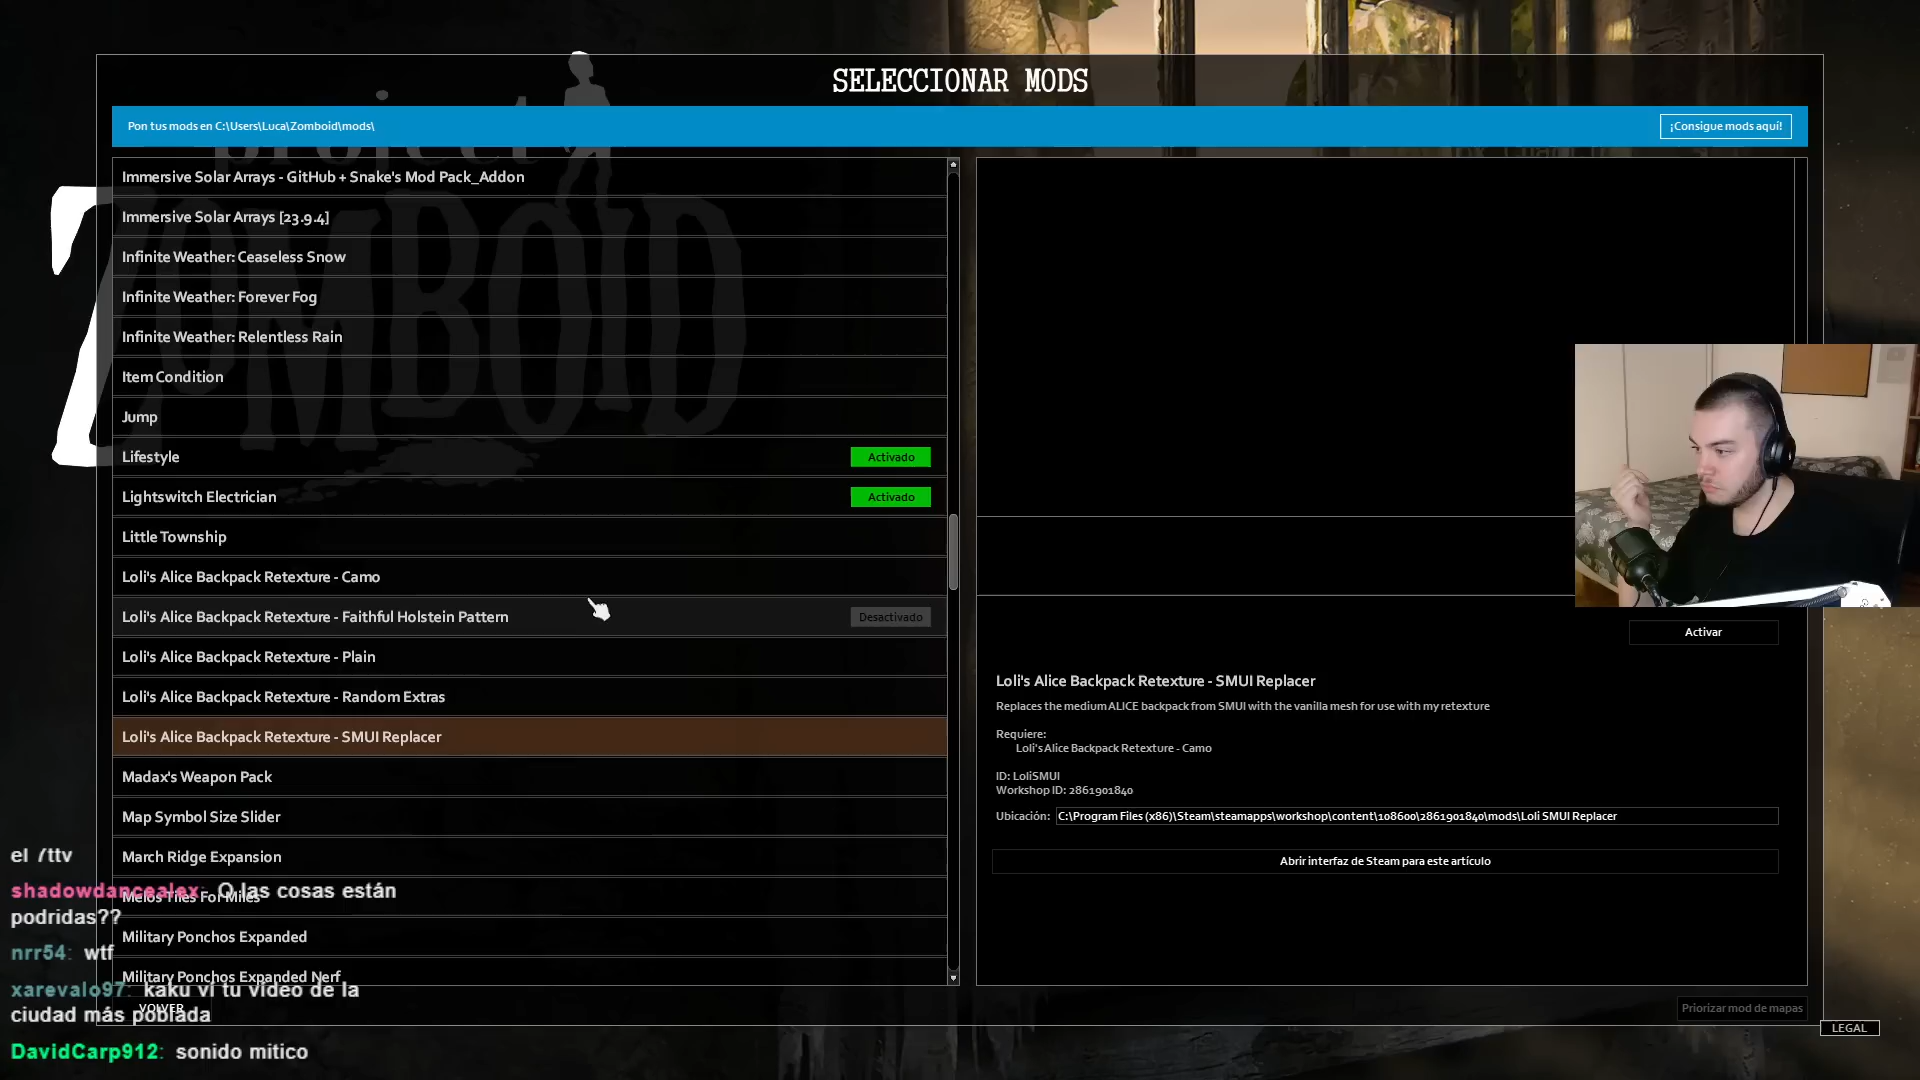 SELECCIONAR MODS
Pon tus mods en C:\Users\Luca\Zomboid\mods\
¡Consigue mods aquí!
project
ZOMBOID
Immersive Solar Arrays - GitHub + Snake's Mod Pack_Addon
Immersive Solar Arrays [23.9.4]
Infinite Weather: Ceaseless Snow
Infinite Weather: Forever Fog
Infinite Weather: Relentless Rain
Item Condition
Jump
Lifestyle
Activado
Lightswitch Electrician
Activado
Little Township
Loli's Alice Backpack Retexture - Camo
Loli's Alice Backpack Retexture - Faithful Holstein Pattern
Desactivado
Loli's Alice Backpack Retexture - Plain
Loli's Alice Backpack Retexture - Random Extras
Loli's Alice Backpack Retexture - SMUI Replacer
Madax's Weapon Pack
Map Symbol Size Slider
March Ridge Expansion
Melos Tiles For Miles
Military Ponchos Expanded
Military Ponchos Expanded Nerf
VOLVER
Activar
Loli's Alice Backpack Retexture - SMUI Replacer
Replaces the medium ALICE backpack from SMUI with the vanilla mesh for use with my retexture
Requiere:
Loli's Alice Backpack Retexture - Camo
ID: LoliSMUI
Workshop ID: 2861901840
Ubicación: C:\Program Files (x86)\Steam\steamapps\workshop\content\108600\2861901840\mods\Loli SMUI Replacer
Abrir interfaz de Steam para este artículo
Priorizar mod de mapas
LEGAL
el 7ttv
shadowdancealex: O las cosas están
podridas??
nrr54: wtf
xarevalo97: kaku vi tu video de la
ciudad más poblada
DavidCarp912: sonido mitico